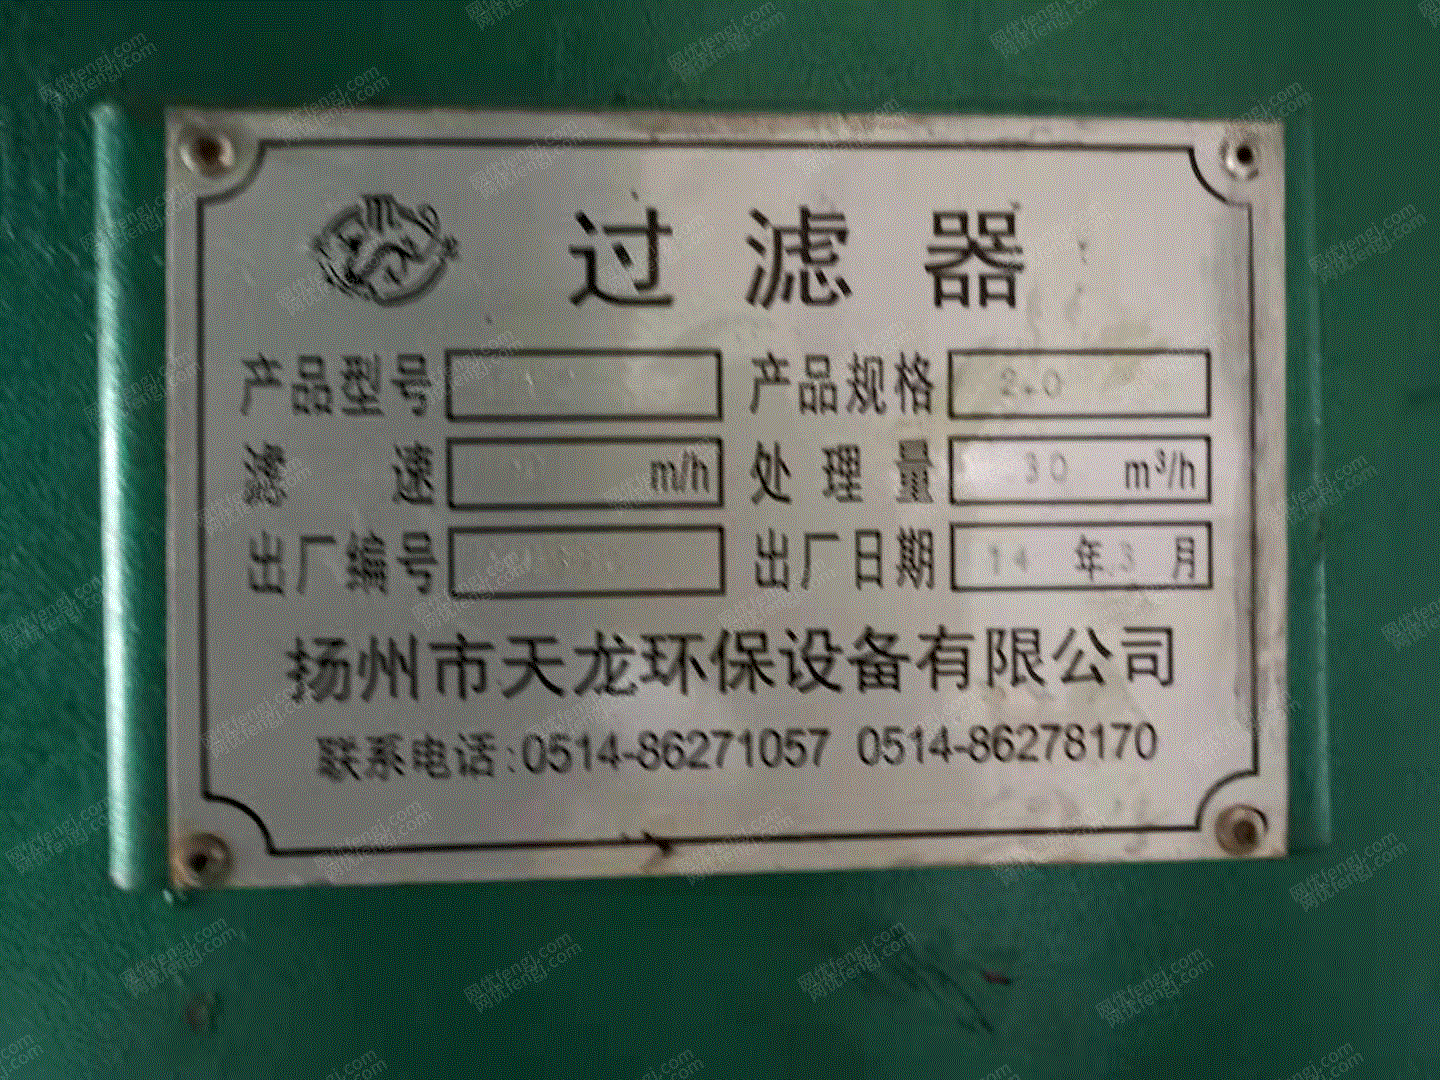 过滤器
产品型号 产品规格 2.0
滤速 m/h 处理量 30 m³/h
出厂编号 出厂日期 14 年 3 月
扬州市天龙环保设备有限公司
联系电话:0514-86271057 0514-86278170